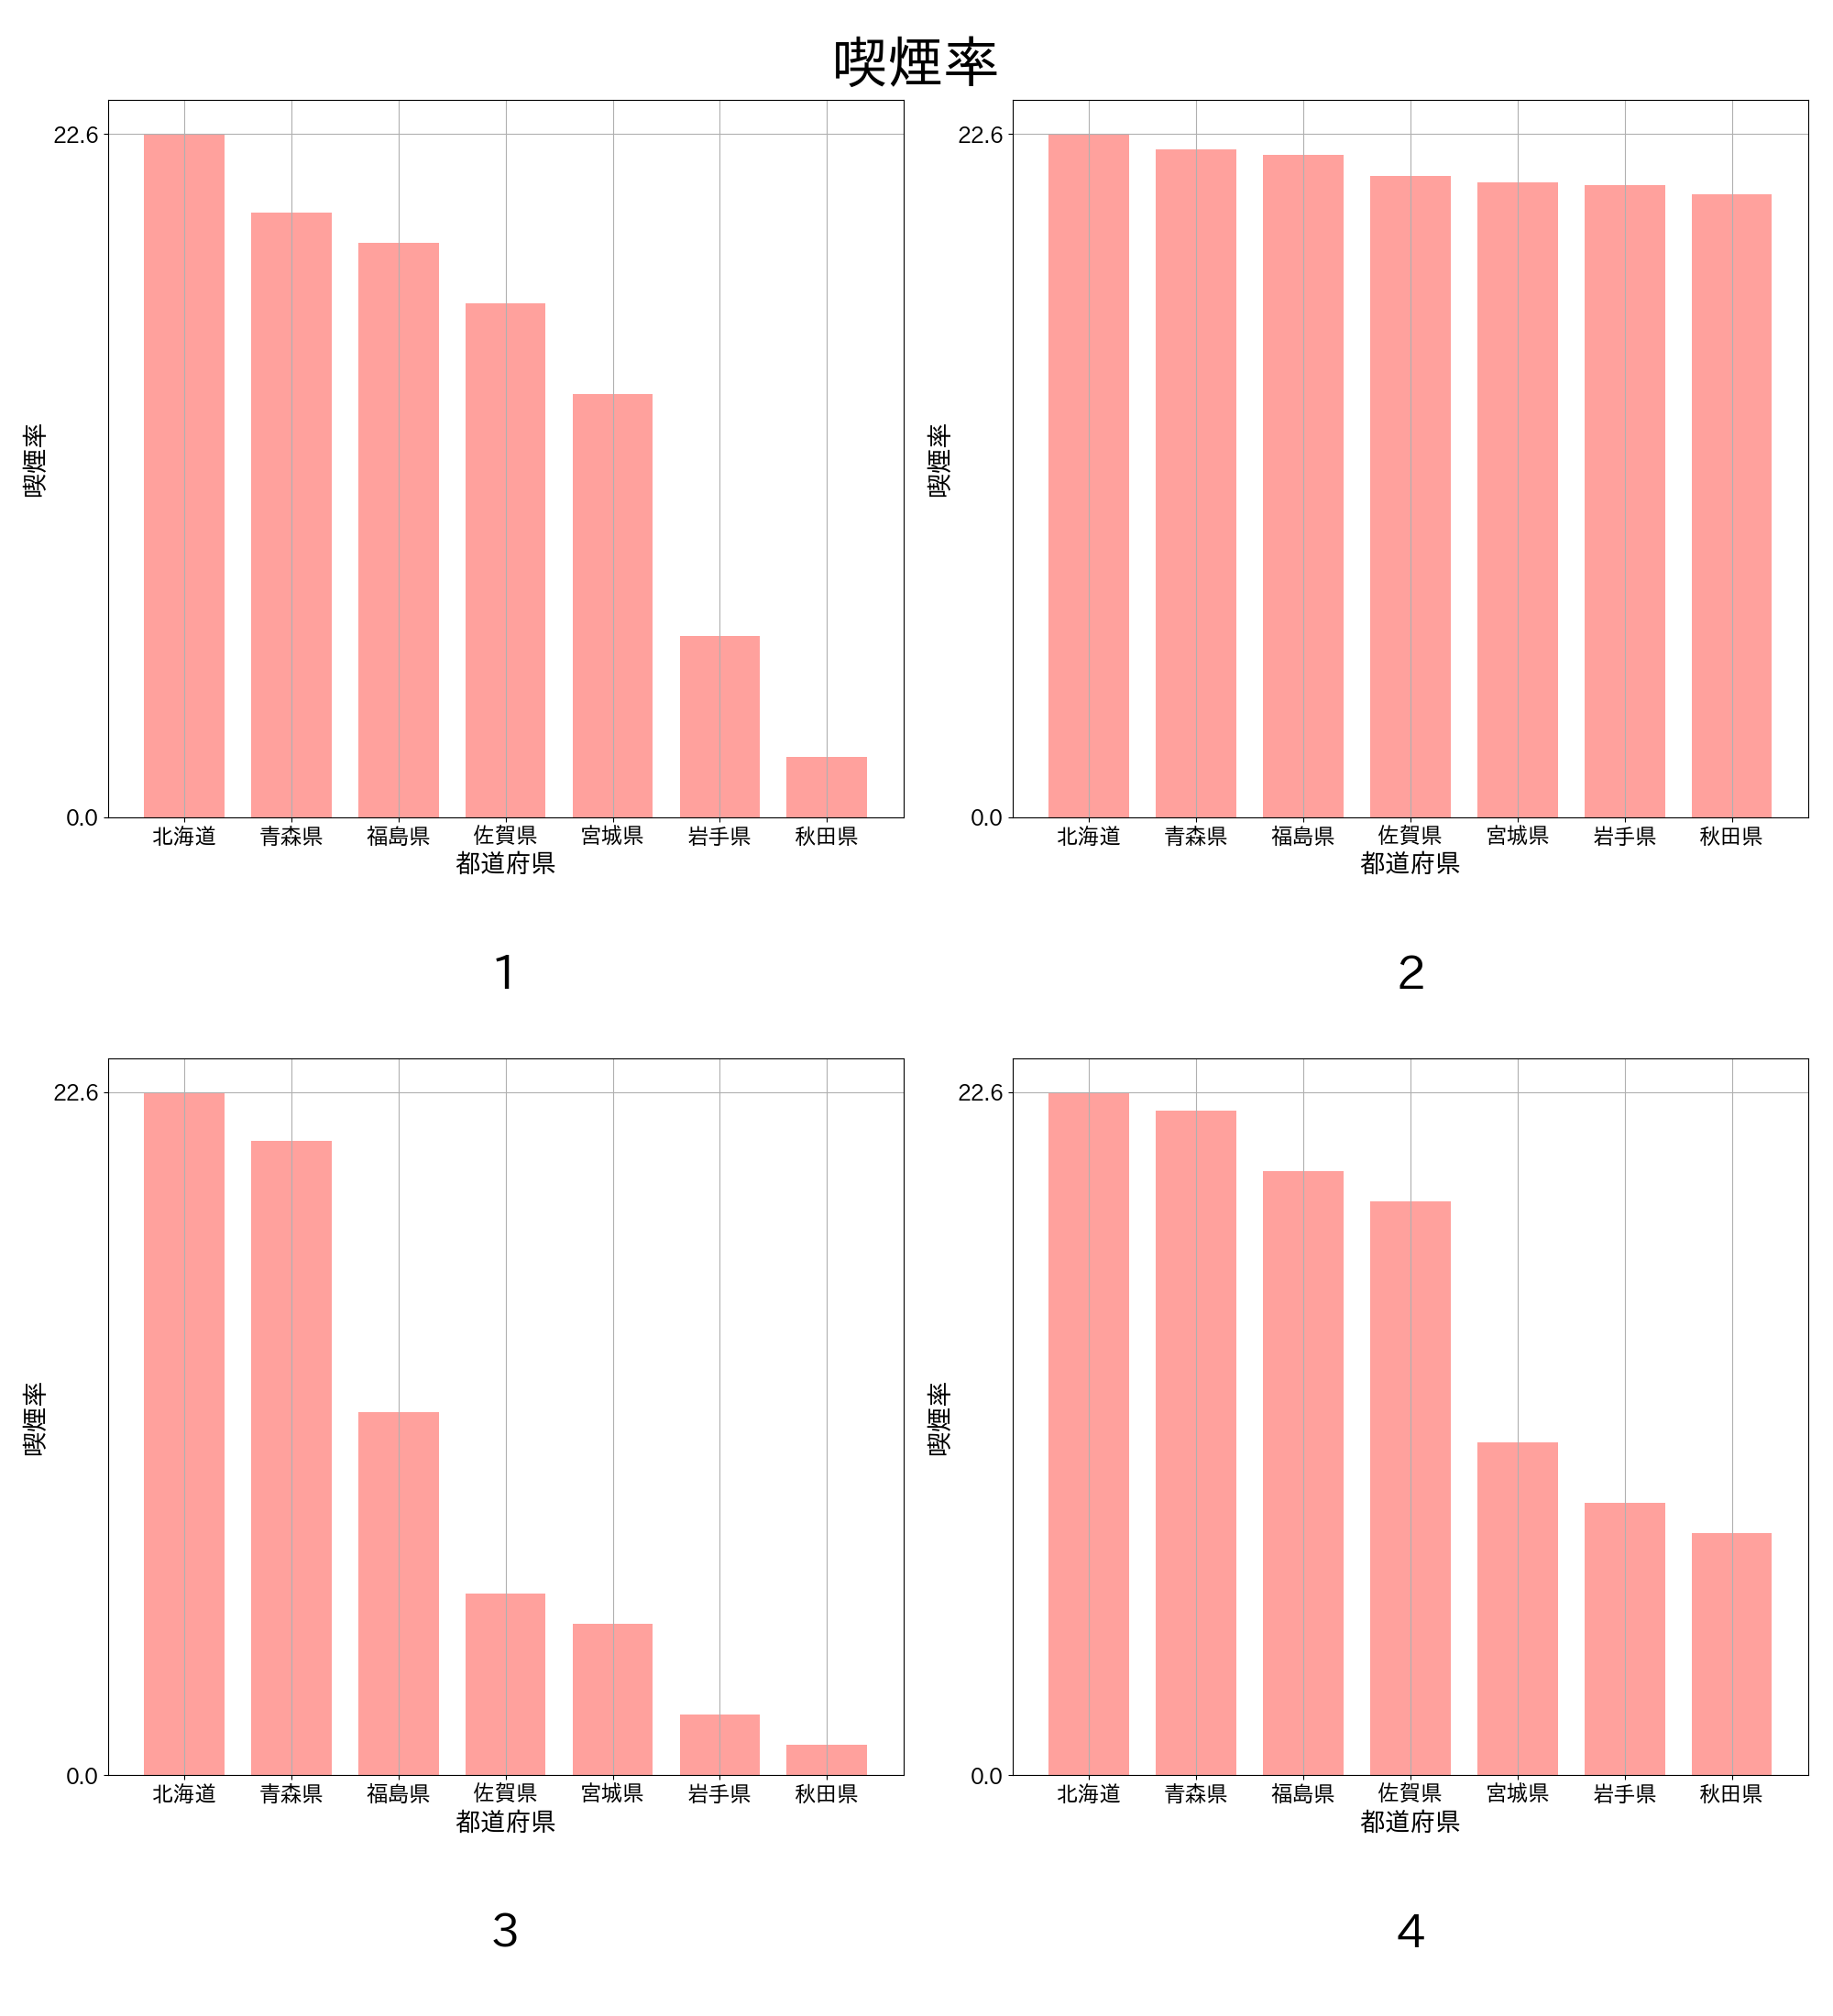 喫煙率
22.6
0.0
喫煙率
北海道 青森県 福島県 佐賀県 宮城県 岩手県 秋田県
都道府県
1
22.6
0.0
喫煙率
北海道 青森県 福島県 佐賀県 宮城県 岩手県 秋田県
都道府県
2
22.6
0.0
喫煙率
北海道 青森県 福島県 佐賀県 宮城県 岩手県 秋田県
都道府県
3
22.6
0.0
喫煙率
北海道 青森県 福島県 佐賀県 宮城県 岩手県 秋田県
都道府県
4